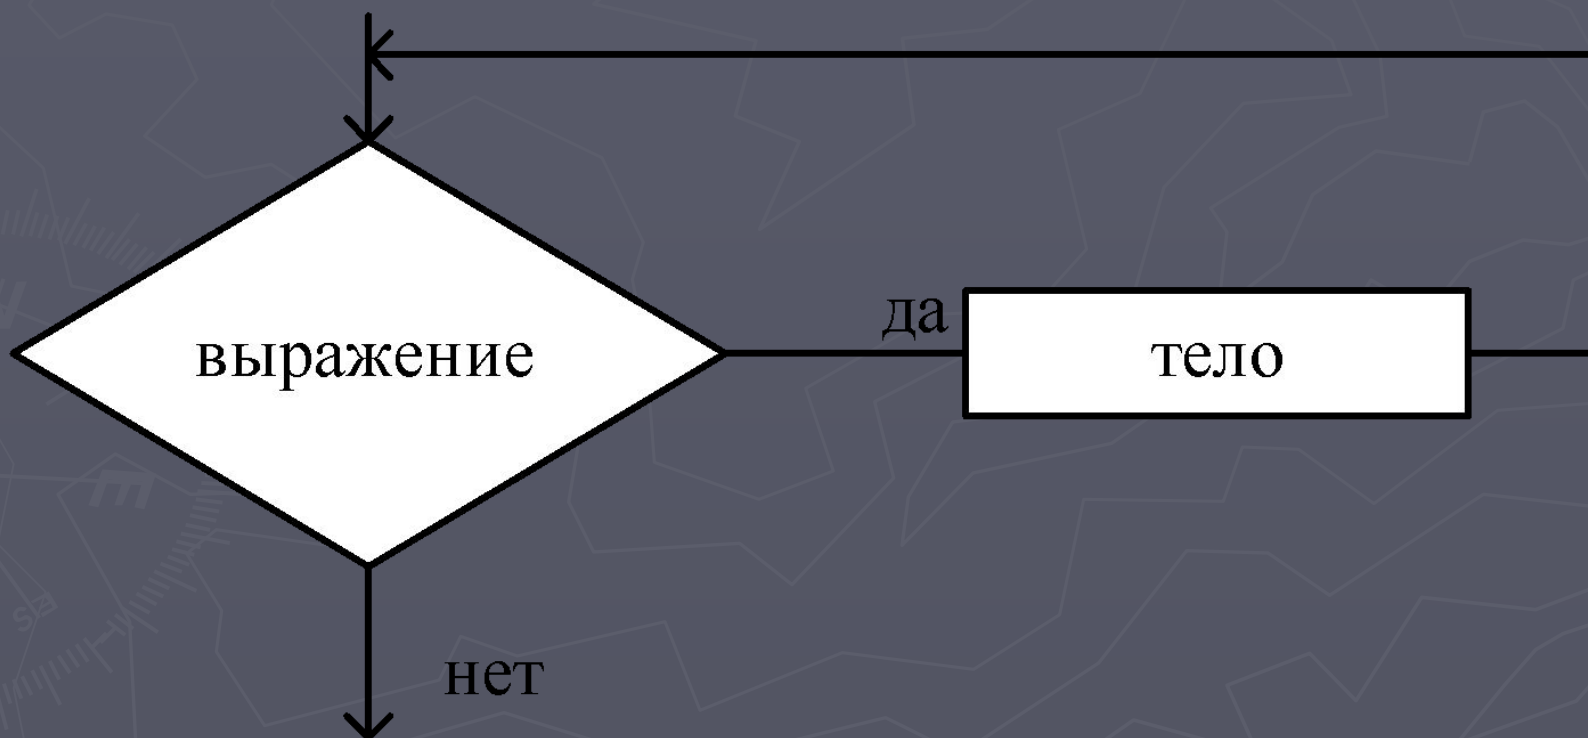 да
выражение
тело
нет